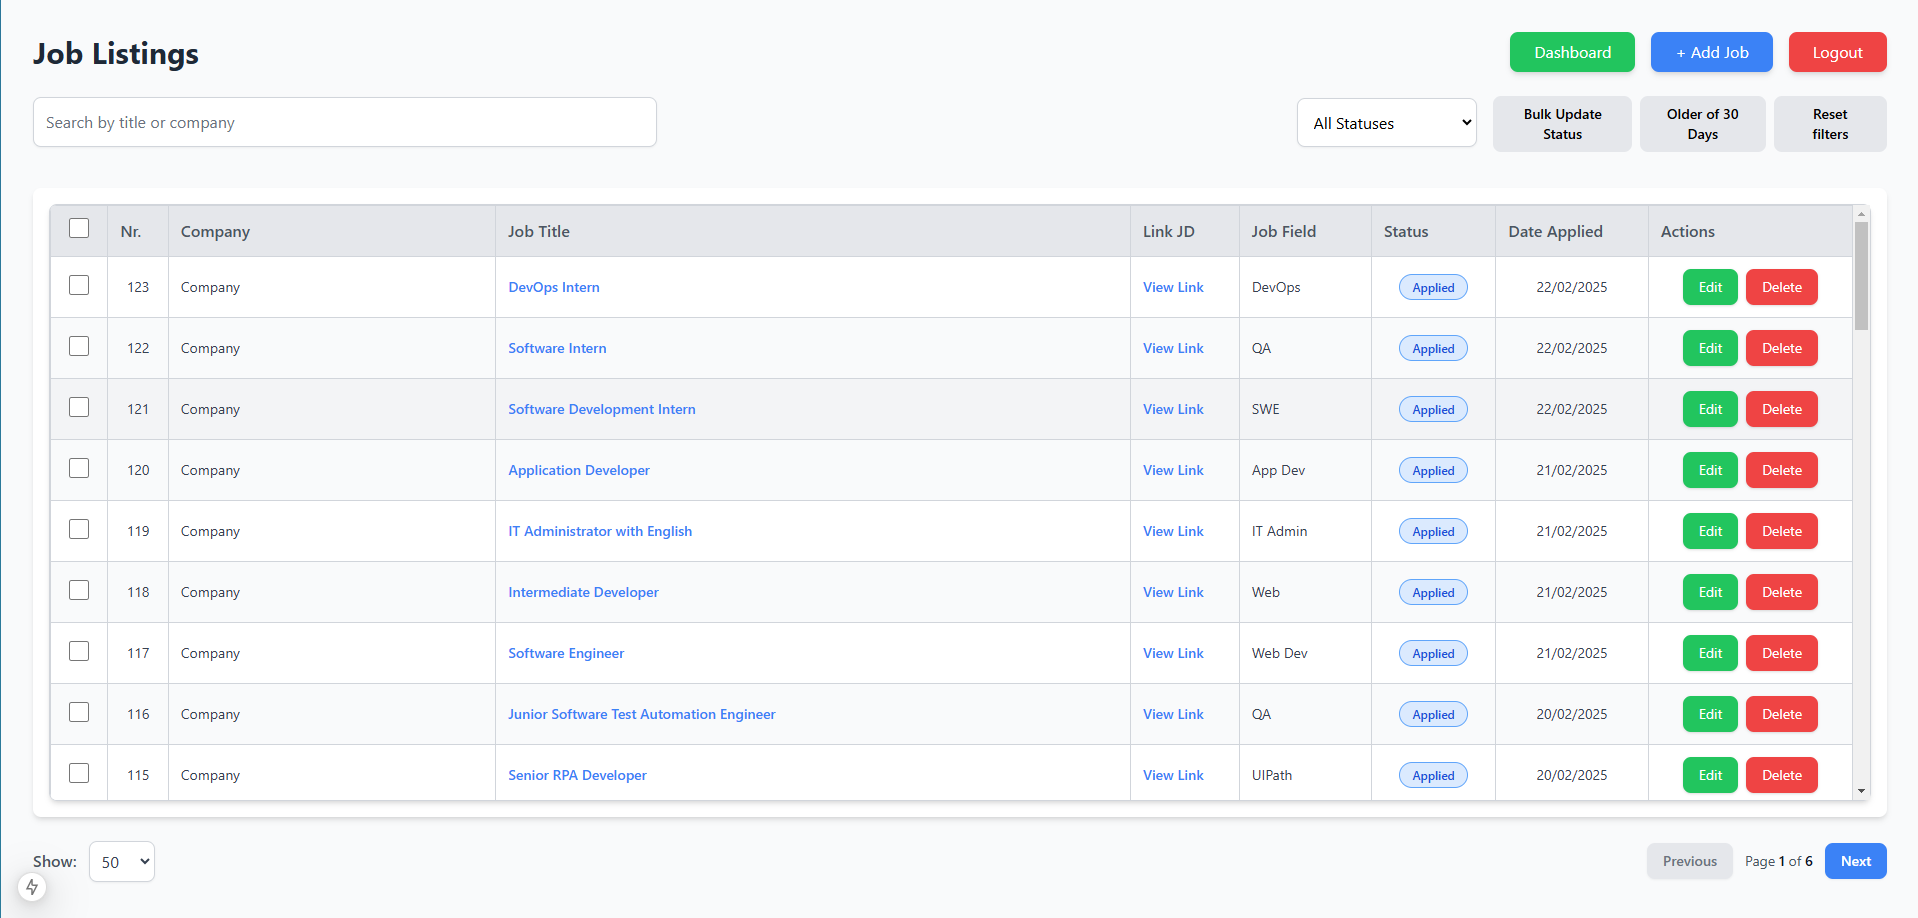 Job Listings
Dashboard
+ Add Job
Logout
Search by title or company
All Statuses
Bulk Update
Status
Older of 30
Days
Reset
filters
Nr. Company Job Title Link JD Job Field Status Date Applied Actions
123 Company DevOps Intern View Link DevOps Applied 22/02/2025 Edit Delete
122 Company Software Intern View Link QA Applied 22/02/2025 Edit Delete
121 Company Software Development Intern View Link SWE Applied 22/02/2025 Edit Delete
120 Company Application Developer View Link App Dev Applied 21/02/2025 Edit Delete
119 Company IT Administrator with English View Link IT Admin Applied 21/02/2025 Edit Delete
118 Company Intermediate Developer View Link Web Applied 21/02/2025 Edit Delete
117 Company Software Engineer View Link Web Dev Applied 21/02/2025 Edit Delete
116 Company Junior Software Test Automation Engineer View Link QA Applied 20/02/2025 Edit Delete
115 Company Senior RPA Developer View Link UIPath Applied 20/02/2025 Edit Delete
Show: 50
Previous Page 1 of 6 Next